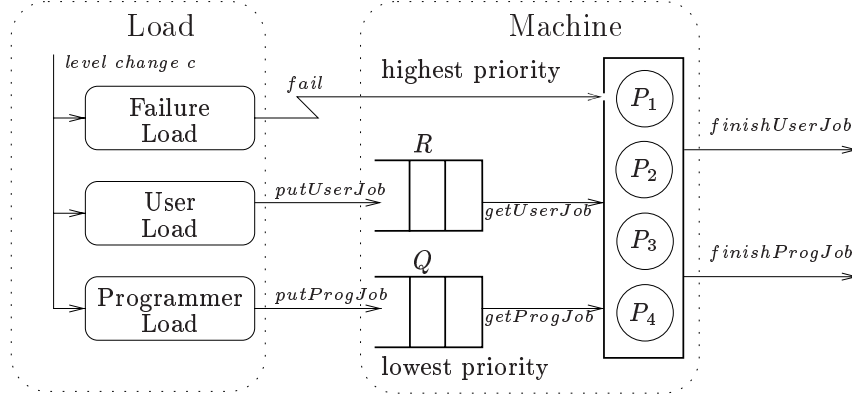 Load
Machine
level change c
fail
highest priority
Failure
Load
P1
finishUserJob
R
User
Load
putUserJob
getUserJob
P2
P3
finishProgJob
Q
Programmer
Load
putProgJob
getProgJob
P4
lowest priority